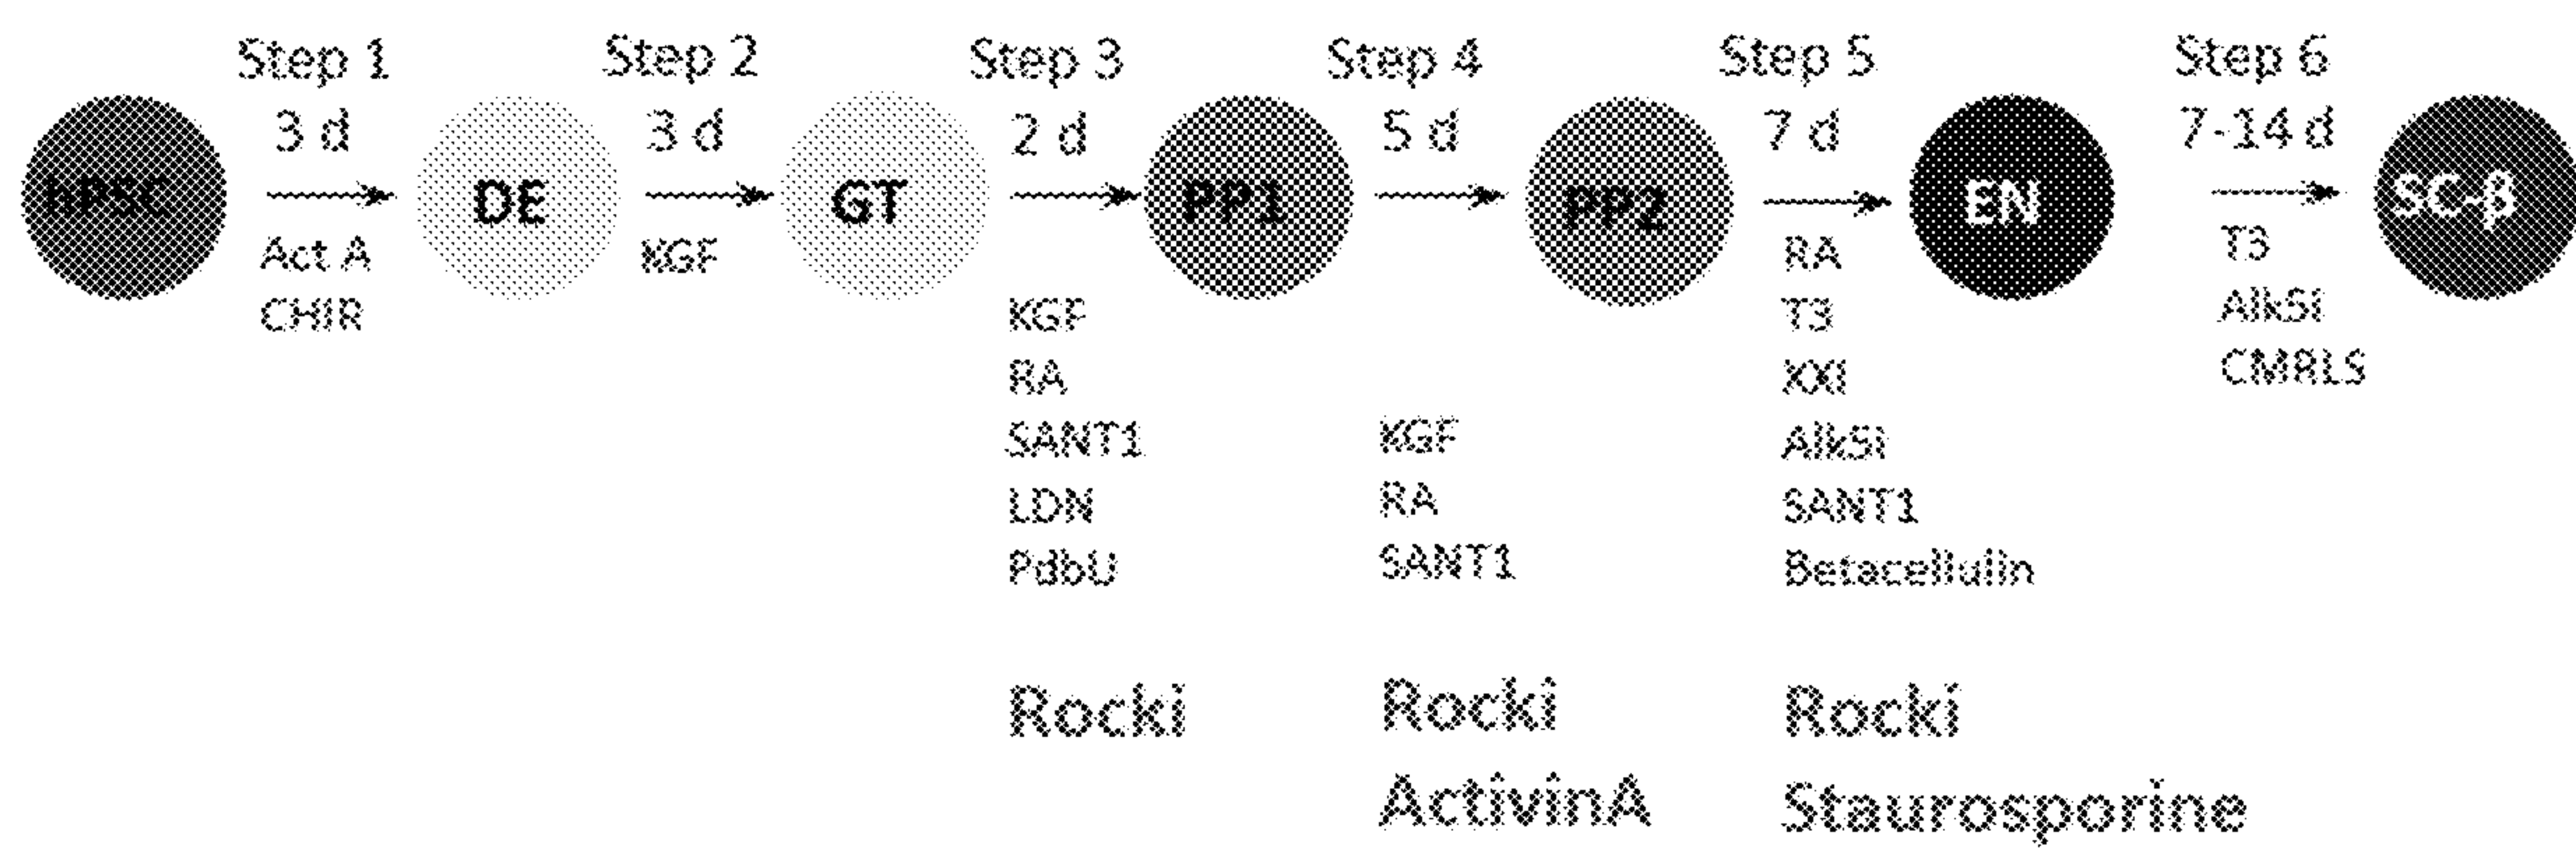 Step 1
3 d
Step 2
3 d
Step 3
2 d
Step 4
5 d
Step 5
7 d
Step 6
7-14 d
hPSC
DE
GT
PP1
PP2
EN
SC-β
Act A
CHIR
KGF
KGF
RA
SANT1
LDN
PdbU
Rocki
KGF
RA
SANT1
Rocki
ActivinA
RA
T3
XXI
Alk5i
SANT1
Betacellulin
Rocki
Staurosporine
T3
Alk5i
CMRLS